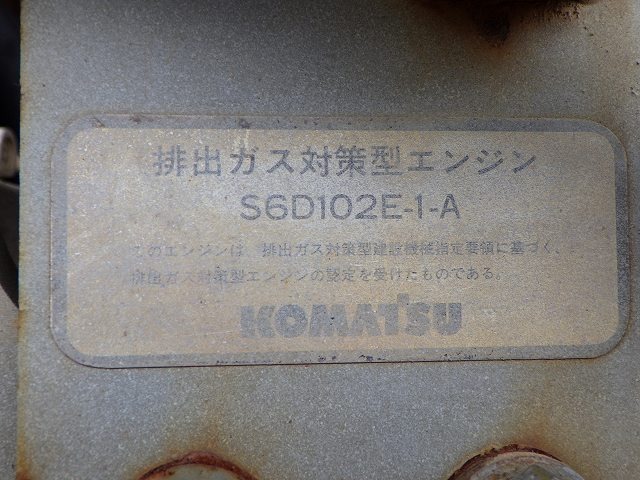 排出ガス対策型エンジン
S6D102E-1-A
このエンジンは、排出ガス対策型建設機械指定要領に基づく、
排出ガス対策型エンジンの認定を受けたものである。
KOMATSU